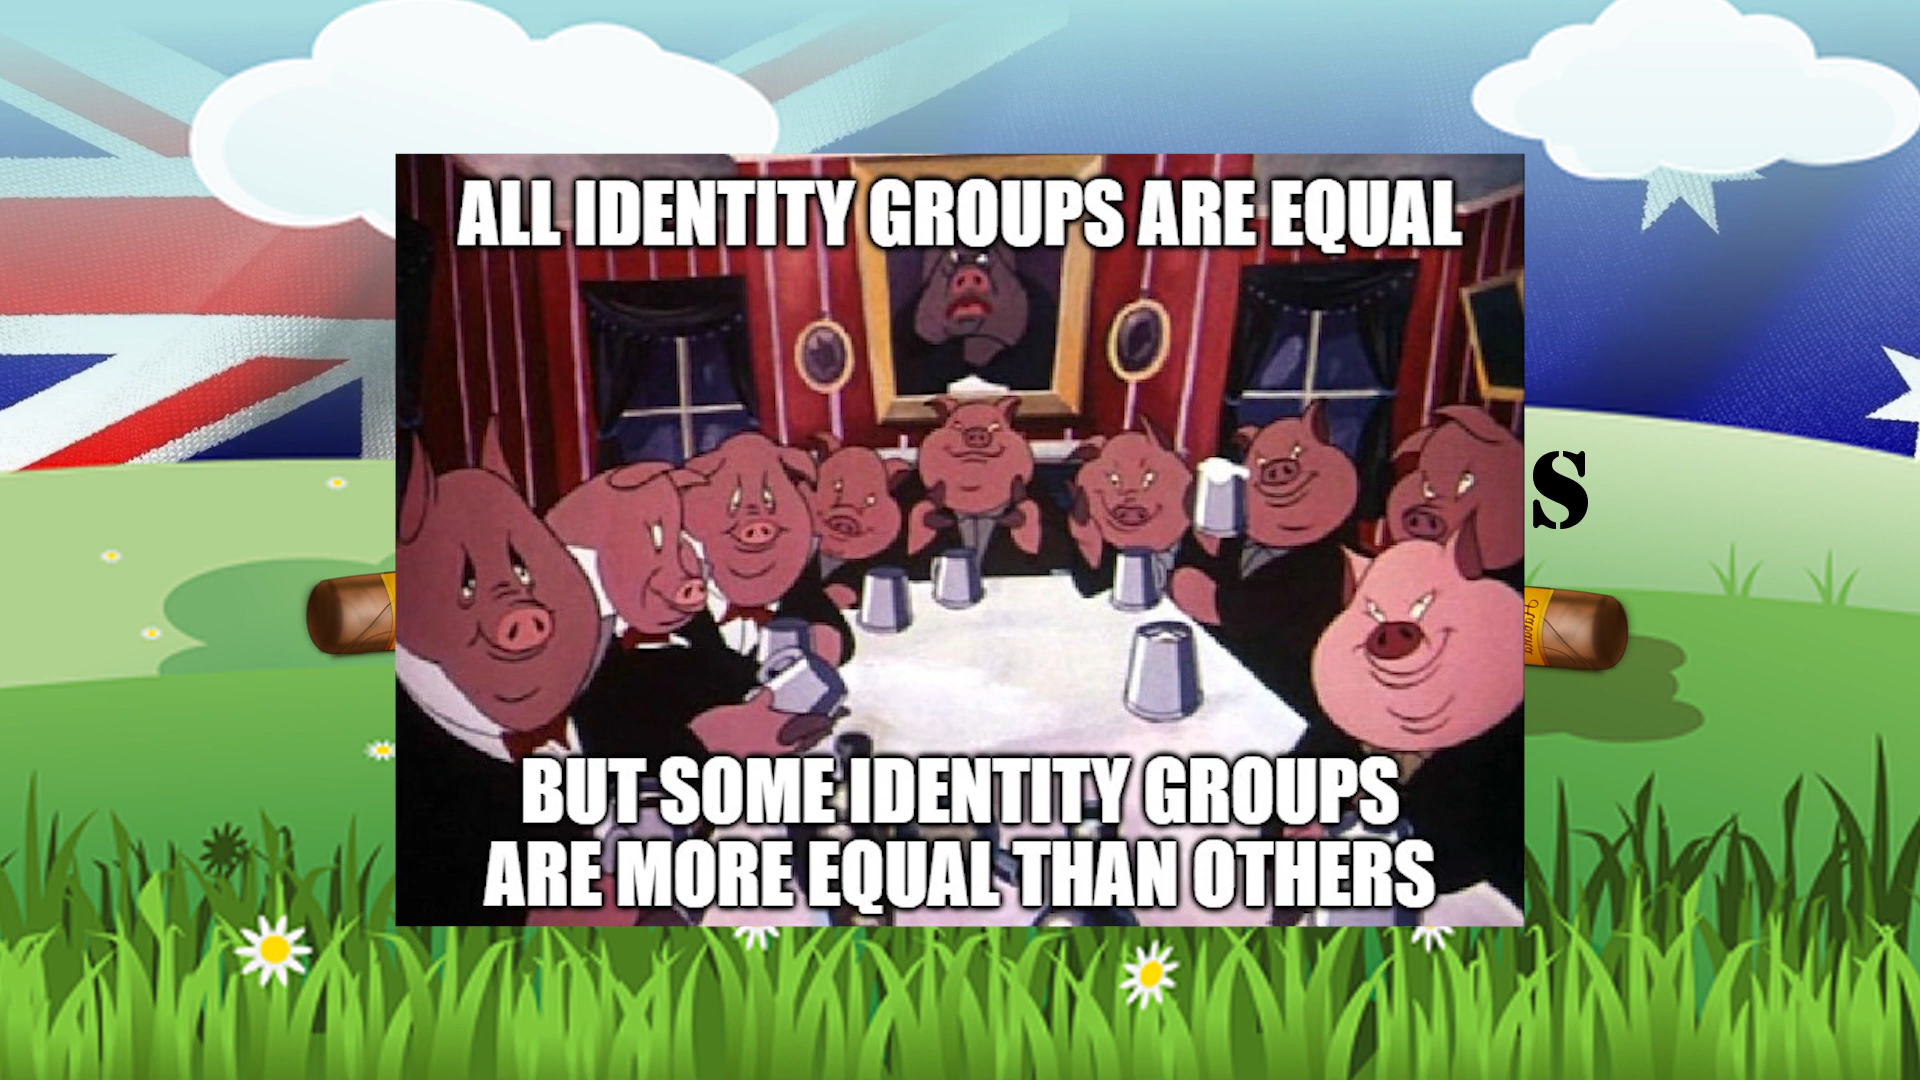 ALL IDENTITY GROUPS ARE EQUAL
S
BUT SOME IDENTITY GROUPS
ARE MORE EQUAL THAN OTHERS